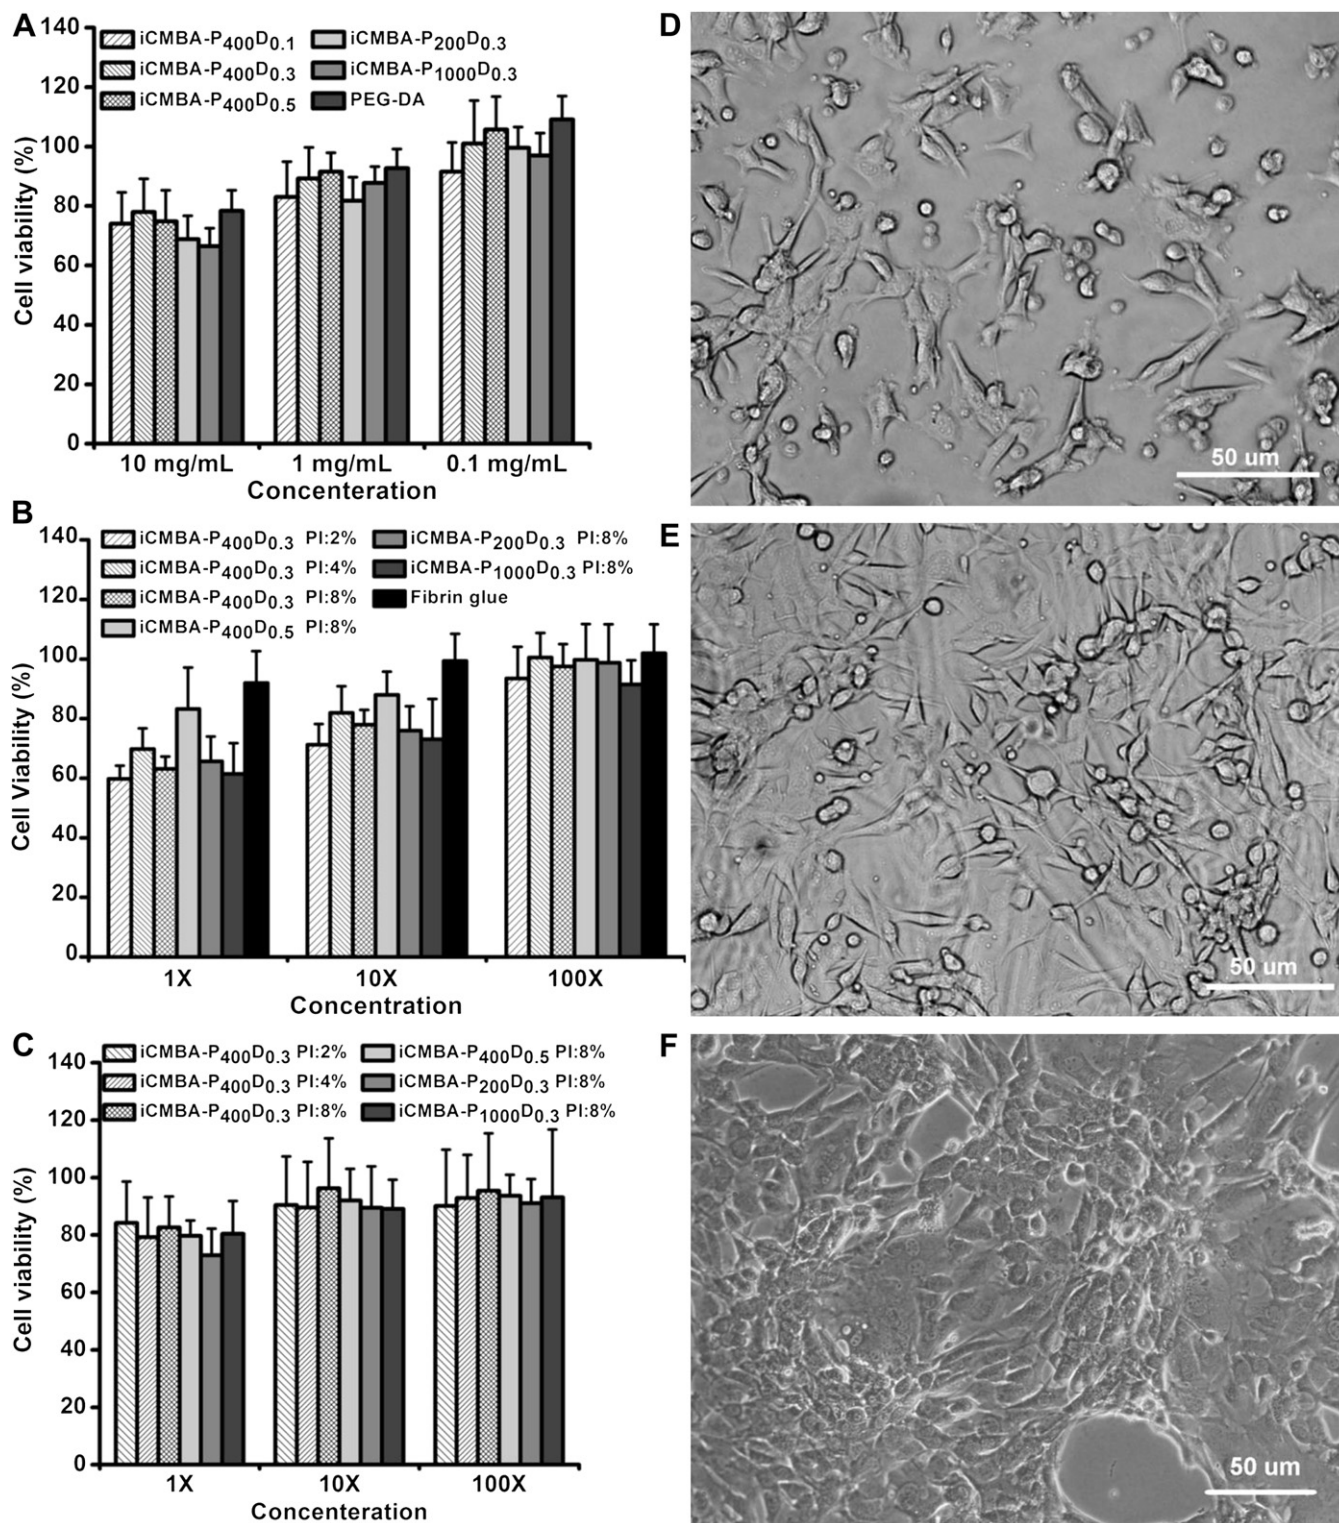 A
140
120
100
80
60
40
20
0
Cell viability (%)
iCMBA-P400D0.1
iCMBA-P400D0.3
iCMBA-P400D0.5
iCMBA-P200D0.3
iCMBA-P1000D0.3
PEG-DA
10 mg/mL 1 mg/mL 0.1 mg/mL
Concenteration
B
140
120
100
80
60
40
20
0
Cell Viability (%)
iCMBA-P400D0.3 PI:2%
iCMBA-P400D0.3 PI:4%
iCMBA-P400D0.3 PI:8%
iCMBA-P400D0.5 PI:8%
iCMBA-P200D0.3 PI:8%
iCMBA-P1000D0.3 PI:8%
Fibrin glue
1X 10X 100X
Concentration
C
140
120
100
80
60
40
20
0
Cell viability (%)
iCMBA-P400D0.3 PI:2%
iCMBA-P400D0.3 PI:4%
iCMBA-P400D0.3 PI:8%
iCMBA-P400D0.5 PI:8%
iCMBA-P200D0.3 PI:8%
iCMBA-P1000D0.3 PI:8%
1X 10X 100X
Concenteration
D
50 um
E
50 um
F
50 um